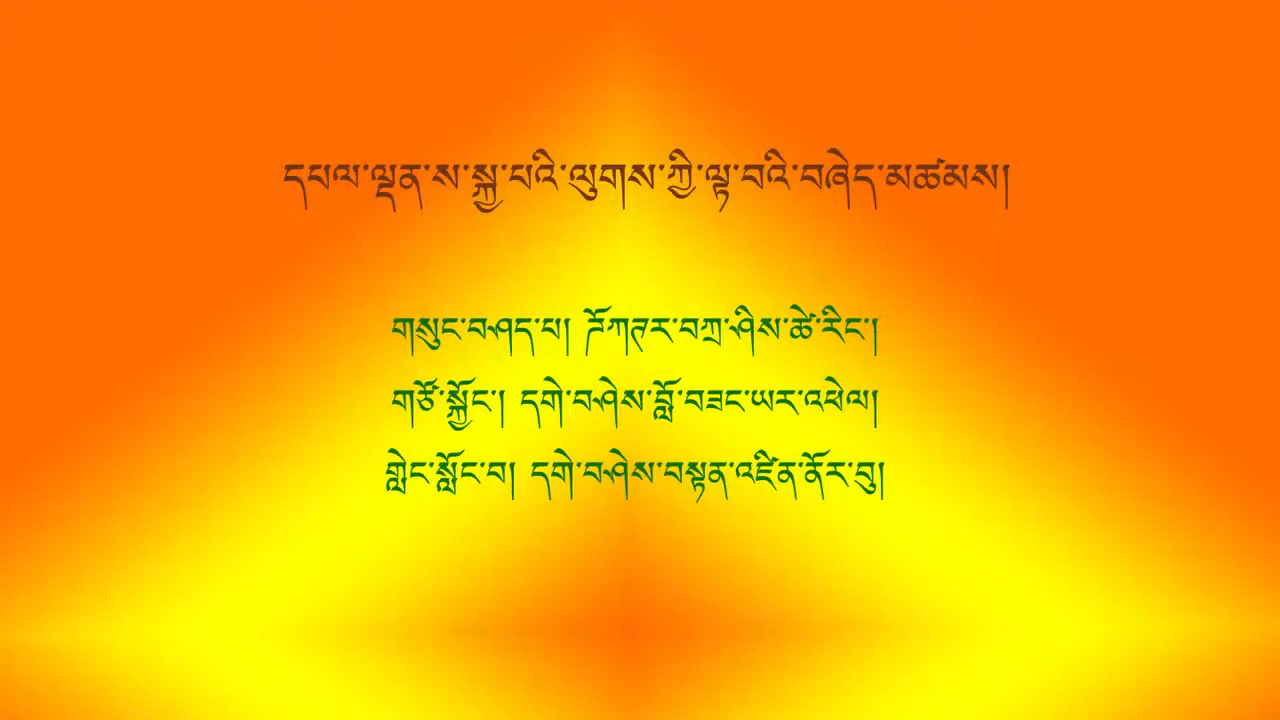 དཔལ་ལྡན་ས་སྐྱ་པའི་ལུགས་ཀྱི་ལྟ་བའི་བཞེད་མཚམས།
གསུང་བཤད་པ། ཌོཀཊར་བཀྲ་ཤིས་ཚེ་རིང་།
གཙོ་སྐྱོང་། དགེ་བཤེས་བློ་བཟང་ཡར་འཕེལ།
གླེང་སློང་བ། དགེ་བཤེས་བསྟན་འཛིན་ནོར་བུ།